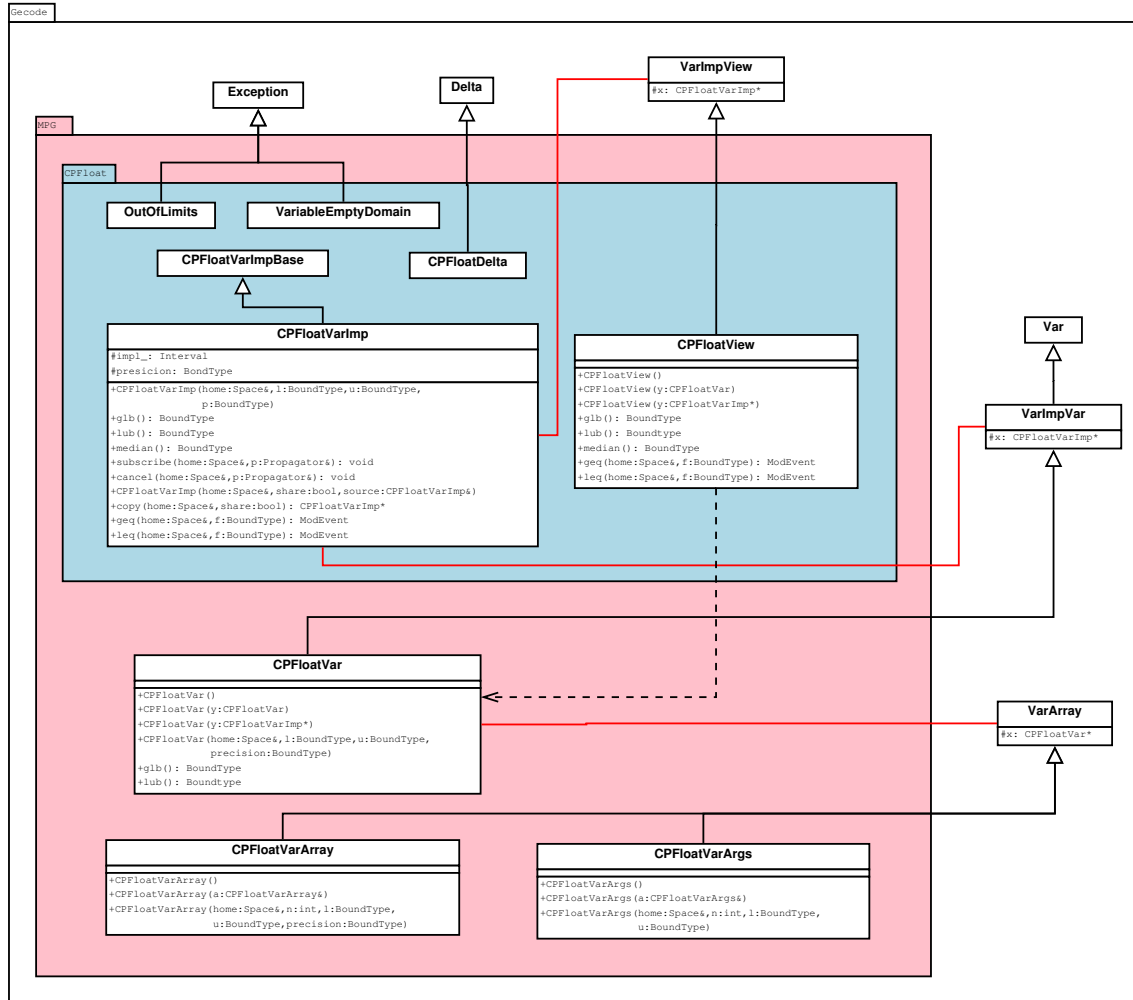 Gecode
VarImpView
#x: CPFloatVarImp*
Exception
Delta
MPG
CPFloat
OutOfLimits
VariableEmptyDomain
CPFloatVarImpBase
CPFloatDelta
CPFloatVarImp
#impl_: Interval
#presicion: BondType
+CPFloatVarImp(home:Space&,l:BoundType,u:BoundType,
p:BoundType)
+glb(): BoundType
+lub(): BoundType
+median(): BoundType
+subscribe(home:Space&,p:Propagator&): void
+cancel(home:Space&,p:Propagator&): void
+CPFloatVarImp(home:Space&,share:bool,source:CPFloatVarImp&)
+copy(home:Space&,share:bool): CPFloatVarImp*
+geq(home:Space&,f:BoundType): ModEvent
+leq(home:Space&,f:BoundType): ModEvent
CPFloatView
+CPFloatView()
+CPFloatView(y:CPFloatVar)
+CPFloatView(y:CPFloatVarImp*)
+glb(): BoundType
+lub(): Boundtype
+median(): BoundType
+geq(home:Space&,f:BoundType): ModEvent
+leq(home:Space&,f:BoundType): ModEvent
Var
VarImpVar
#x: CPFloatVarImp*
CPFloatVar
+CPFloatVar()
+CPFloatVar(y:CPFloatVar)
+CPFloatVar(y:CPFloatVarImp*)
+CPFloatVar(home:Space&,l:BoundType,u:BoundType,
precision:BoundType)
+glb(): BoundType
+lub(): Boundtype
VarArray
#x: CPFloatVar*
CPFloatVarArray
+CPFloatVarArray()
+CPFloatVarArray(a:CPFloatVarArray&)
+CPFloatVarArray(home:Space&,n:int,l:BoundType,
u:BoundType,precision:BoundType)
CPFloatVarArgs
+CPFloatVarArgs()
+CPFloatVarArgs(a:CPFloatVarArgs&)
+CPFloatVarArgs(home:Space&,n:int,l:BoundType,
u:BoundType)